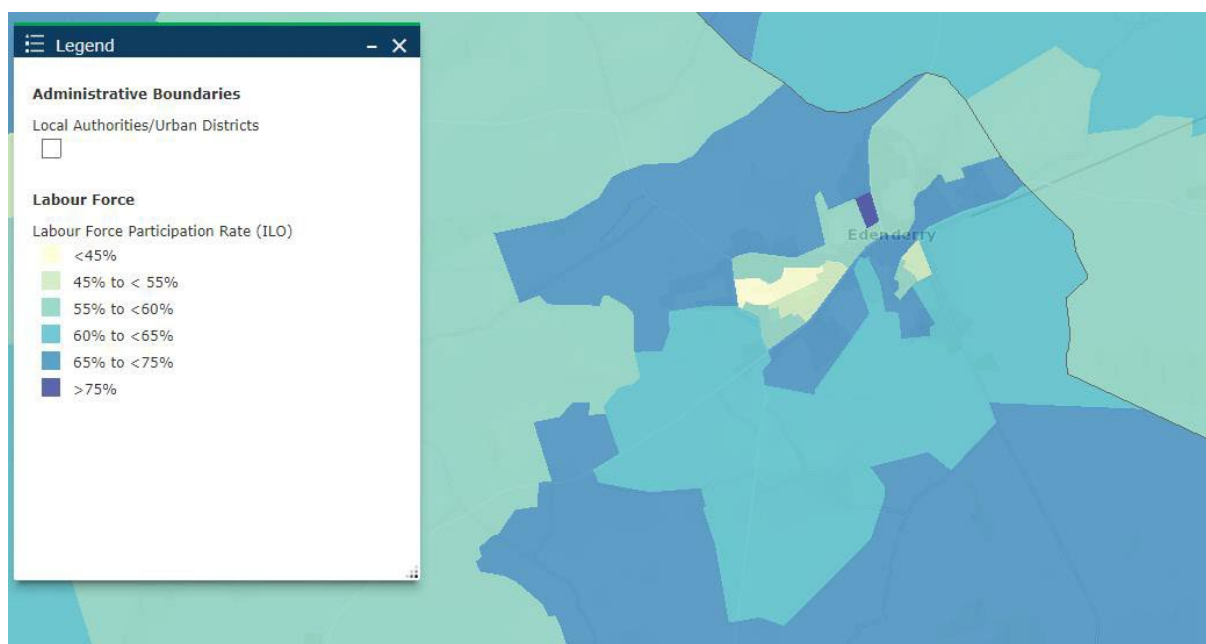 Legend
Administrative Boundaries
Local Authorities/Urban Districts
Labour Force
Labour Force Participation Rate (ILO)
<45%
45% to < 55%
55% to <60%
60% to <65%
65% to <75%
>75%
Edenderry